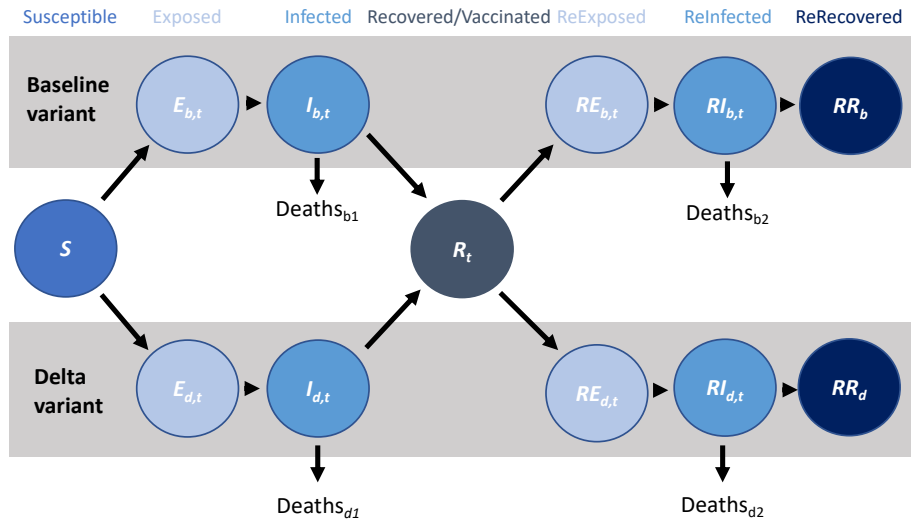 Susceptible Exposed Infected Recovered/Vaccinated ReExposed ReInfected ReRecovered
Baseline
variant
E_{b,t} I_{b,t} RE_{b,t} RI_{b,t} RR_b
Deaths_{b1} Deaths_{b2}
S R_t
Delta
variant
E_{d,t} I_{d,t} RE_{d,t} RI_{d,t} RR_d
Deaths_{d1} Deaths_{d2}